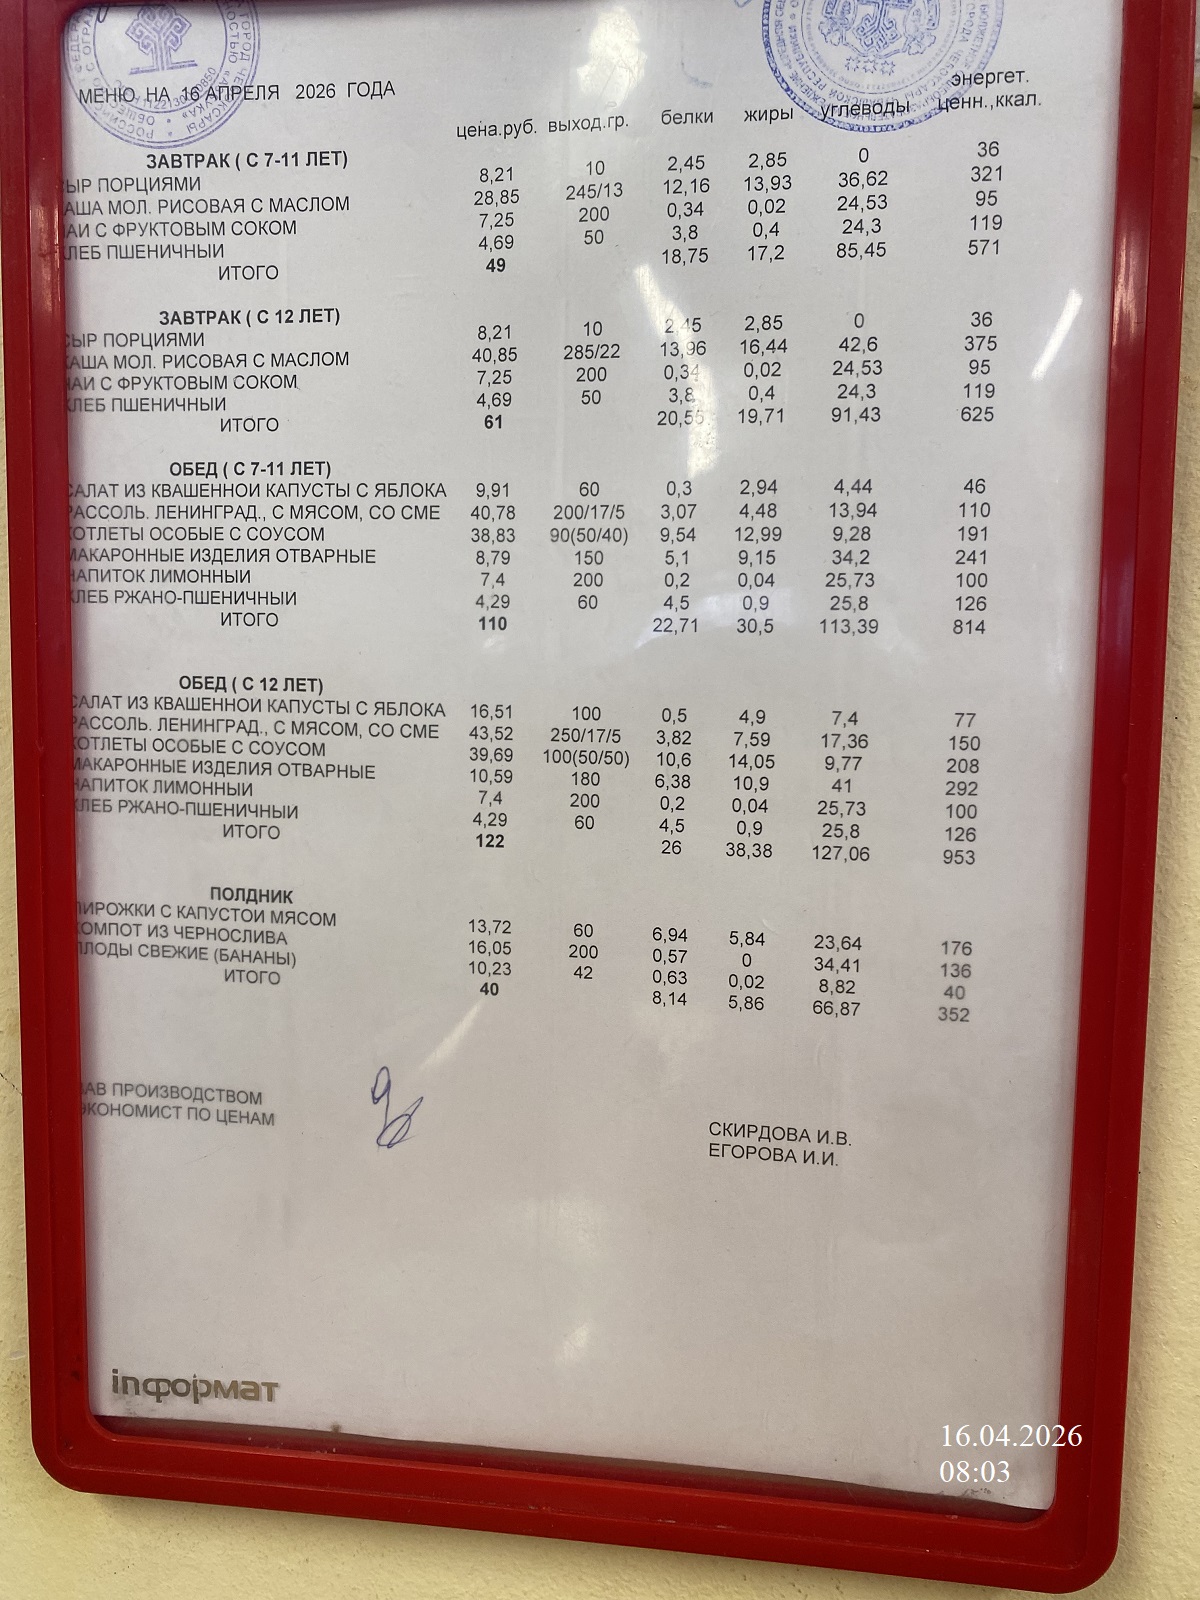 МЕНЮ НА 16 АПРЕЛЯ 2026 ГОДА
цена.руб. выход.гр. белки жиры углеводы энергет. ценн.,ккал.
ЗАВТРАК ( С 7-11 ЛЕТ)
СЫР ПОРЦИЯМИ 8,21 10 2,45 2,85 0 36
КАША МОЛ. РИСОВАЯ С МАСЛОМ 28,85 245/13 12,16 13,93 36,62 321
ЧАЙ С ФРУКТОВЫМ СОКОМ 7,25 200 0,34 0,02 24,53 95
ХЛЕБ ПШЕНИЧНЫЙ 4,69 50 3,8 0,4 24,3 119
ИТОГО 49 18,75 17,2 85,45 571
ЗАВТРАК ( С 12 ЛЕТ)
СЫР ПОРЦИЯМИ 8,21 10 2,45 2,85 0 36
КАША МОЛ. РИСОВАЯ С МАСЛОМ 40,85 285/22 13,96 16,44 42,6 375
ЧАЙ С ФРУКТОВЫМ СОКОМ 7,25 200 0,34 0,02 24,53 95
ХЛЕБ ПШЕНИЧНЫЙ 4,69 50 3,8 0,4 24,3 119
ИТОГО 61 20,55 19,71 91,43 625
ОБЕД ( С 7-11 ЛЕТ)
САЛАТ ИЗ КВАШЕННОЙ КАПУСТЫ С ЯБЛОКА 9,91 60 0,3 2,94 4,44 46
РАССОЛЬ. ЛЕНИНГРАД., С МЯСОМ, СО СМЕ 40,78 200/17/5 3,07 4,48 13,94 110
КОТЛЕТЫ ОСОБЫЕ С СОУСОМ 38,83 90(50/40) 9,54 12,99 9,28 191
МАКАРОННЫЕ ИЗДЕЛИЯ ОТВАРНЫЕ 8,79 150 5,1 9,15 34,2 241
НАПИТОК ЛИМОННЫЙ 7,4 200 0,2 0,04 25,73 100
ХЛЕБ РЖАНО-ПШЕНИЧНЫЙ 4,29 60 4,5 0,9 25,8 126
ИТОГО 110 22,71 30,5 113,39 814
ОБЕД ( С 12 ЛЕТ)
САЛАТ ИЗ КВАШЕННОЙ КАПУСТЫ С ЯБЛОКА 16,51 100 0,5 4,9 7,4 77
РАССОЛЬ. ЛЕНИНГРАД., С МЯСОМ, СО СМЕ 43,52 250/17/5 3,82 7,59 17,36 150
КОТЛЕТЫ ОСОБЫЕ С СОУСОМ 39,69 100(50/50) 10,6 14,05 9,77 208
МАКАРОННЫЕ ИЗДЕЛИЯ ОТВАРНЫЕ 10,59 180 6,38 10,9 41 292
НАПИТОК ЛИМОННЫЙ 7,4 200 0,2 0,04 25,73 100
ХЛЕБ РЖАНО-ПШЕНИЧНЫЙ 4,29 60 4,5 0,9 25,8 126
ИТОГО 122 26 38,38 127,06 953
ПОЛДНИК
ПИРОЖКИ С КАПУСТОЙ МЯСОМ 13,72 60 6,94 5,84 23,64 176
КОМПОТ ИЗ ЧЕРНОСЛИВА 16,05 200 0,57 0 34,41 136
ПЛОДЫ СВЕЖИЕ (БАНАНЫ) 10,23 42 0,63 0,02 8,82 40
ИТОГО 40 8,14 5,86 66,87 352
ЗАВ ПРОИЗВОДСТВОМ СКИРДОВА И.В.
ЭКОНОМИСТ ПО ЦЕНАМ ЕГОРОВА И.И.
inформат
16.04.2026
08:03